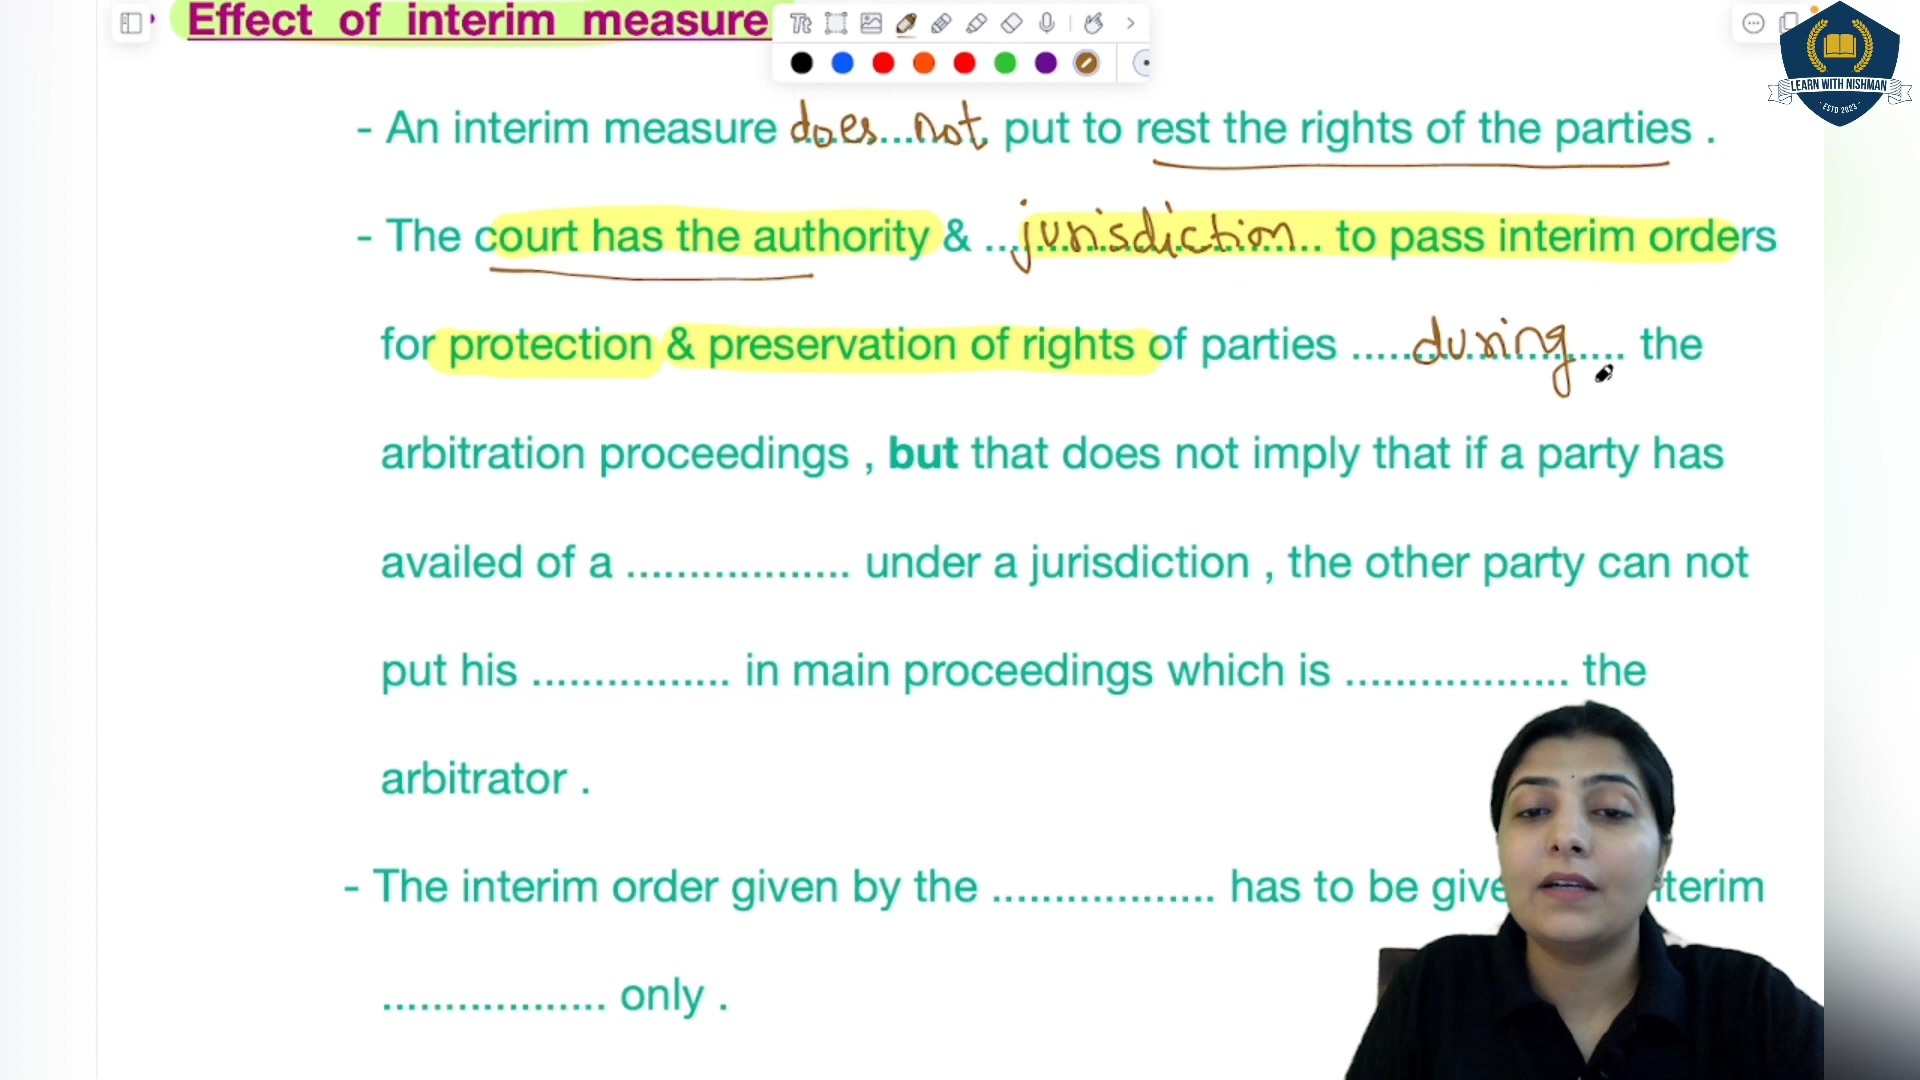 Effect of interim measure
LEARN WITH NISHMAN
ESTD 2023
- An interim measure does not put to rest the rights of the parties .
- The court has the authority & ... jurisdiction ... to pass interim orders
for protection & preservation of rights of parties ..... during .... the
arbitration proceedings , but that does not imply that if a party has
availed of a .................. under a jurisdiction , the other party can not
put his ................ in main proceedings which is .................. the
arbitrator .
- The interim order given by the .................. has to be
.................. only .